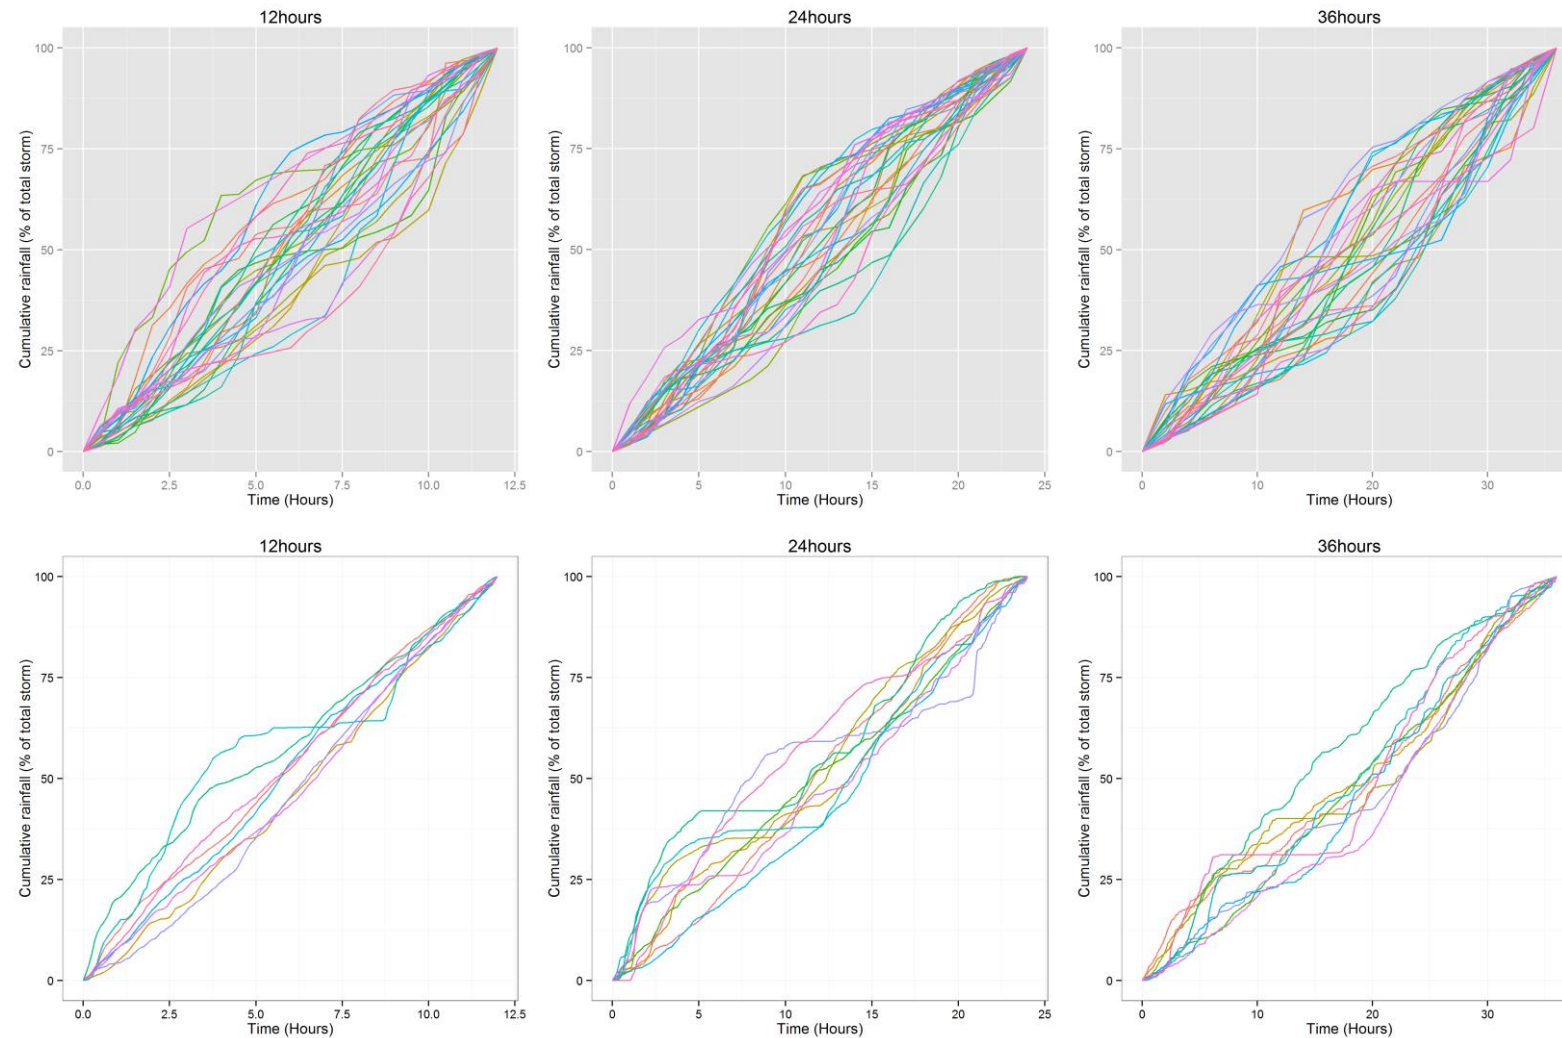 12hours
24hours
36hours
Cumulative rainfall (% of total storm)
100
75
50
25
0
Cumulative rainfall (% of total storm)
100
75
50
25
0
Cumulative rainfall (% of total storm)
100
75
50
25
0
0.0 2.5 5.0 7.5 10.0 12.5
0 5 10 15 20 25
0 10 20 30
Time (Hours)
Time (Hours)
Time (Hours)
12hours
24hours
36hours
Cumulative rainfall (% of total storm)
100
75
50
25
0
Cumulative rainfall (% of total storm)
100
75
50
25
0
Cumulative rainfall (% of total storm)
100
75
50
25
0
0.0 2.5 5.0 7.5 10.0 12.5
0 5 10 15 20 25
0 10 20 30
Time (Hours)
Time (Hours)
Time (Hours)